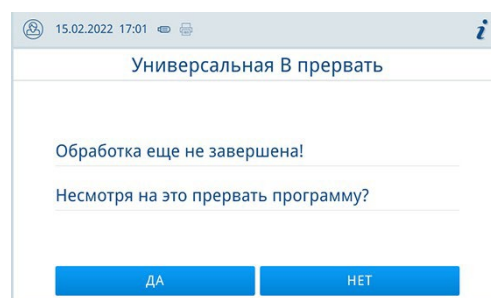 15.02.2022 17:01
i
Универсальная В прервать
Обработка еще не завершена!
Несмотря на это прервать программу?
ДА НЕТ